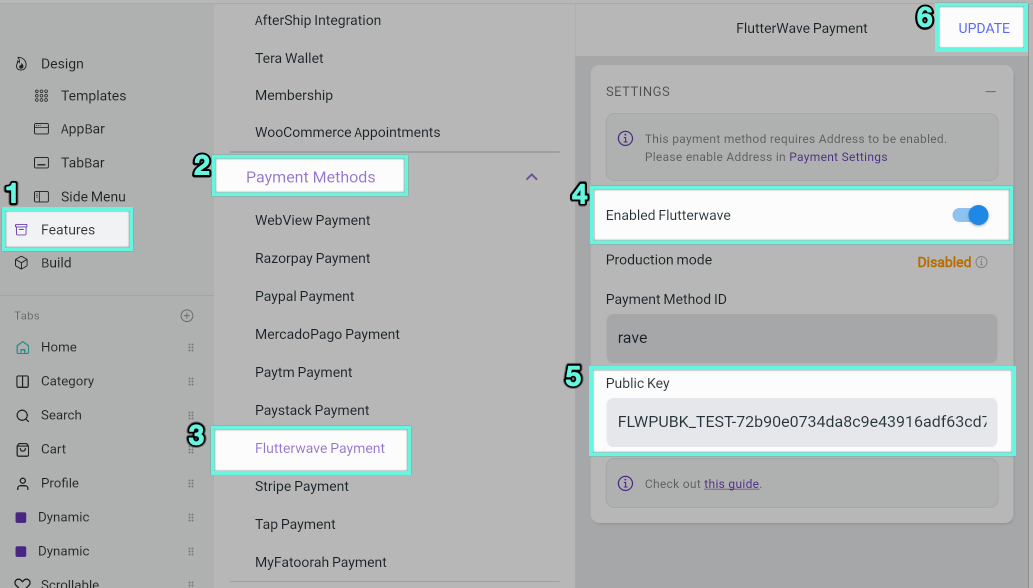 Design
Templates
AppBar
TabBar
Side Menu
1
Features
Build
Tabs
Home
Category
Search
Cart
Profile
Dynamic
Dynamic
Scrollable
AfterShip Integration
Tera Wallet
Membership
WooCommerce Appointments
2
Payment Methods
WebView Payment
Razorpay Payment
Paypal Payment
MercadoPago Payment
Paytm Payment
Paystack Payment
3
Flutterwave Payment
Stripe Payment
Tap Payment
MyFatoorah Payment
FlutterWave Payment
6
UPDATE
SETTINGS
This payment method requires Address to be enabled.
Please enable Address in Payment Settings
4
Enabled Flutterwave
Production mode
Disabled
Payment Method ID
rave
5
Public Key
FLWPUBK_TEST-72b90e0734da8c9e43916adf63cd7
Check out this guide.